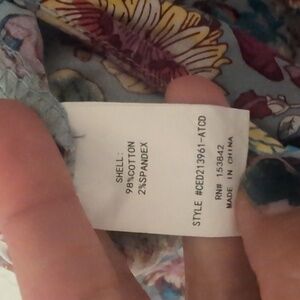 SHELL:
98%COTTON
2%SPANDEX
STYLE #CED213961-ATCD
RN# 153842
MADE IN CHINA